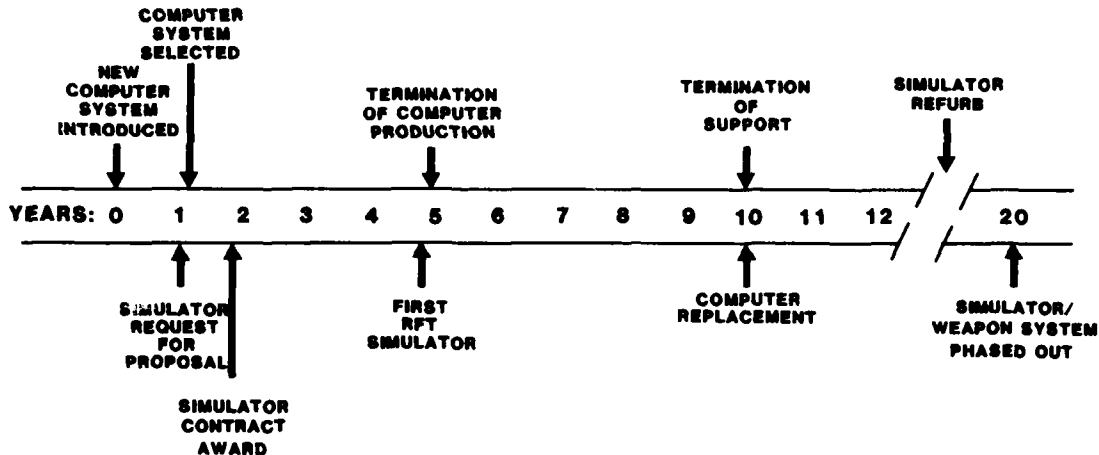 COMPUTER
SYSTEM
SELECTED
NEW
COMPUTER
SYSTEM
INTRODUCED
TERMINATION
OF COMPUTER
PRODUCTION
TERMINATION
OF
SUPPORT
SIMULATOR
REFURB
YEARS: 0 1 2 3 4 5 6 7 8 9 10 11 12 20
SIMULATOR
REQUEST
FOR
PROPOSAL
SIMULATOR
CONTRACT
AWARD
FIRST
RFT
SIMULATOR
COMPUTER
REPLACEMENT
SIMULATOR/
WEAPON SYSTEM
PHASED OUT